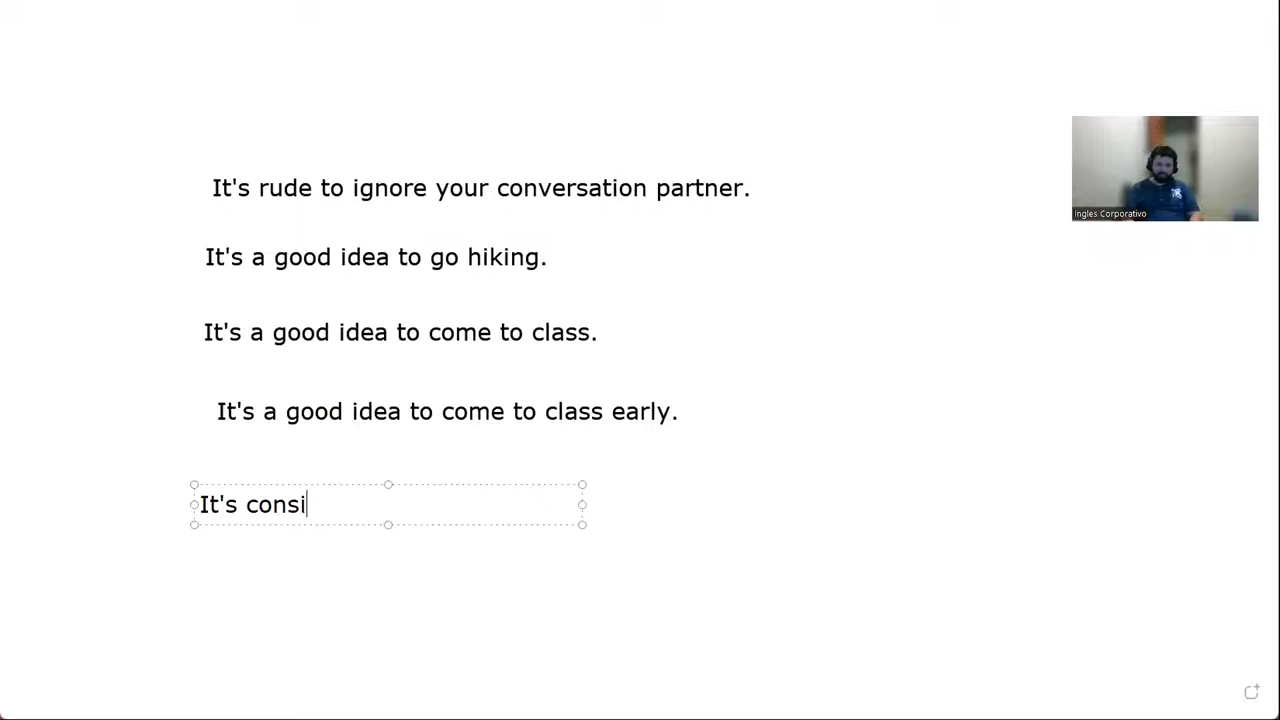 It's rude to ignore your conversation partner.
Ingles Corporativo
It's a good idea to go hiking.
It's a good idea to come to class.
It's a good idea to come to class early.
It's consi